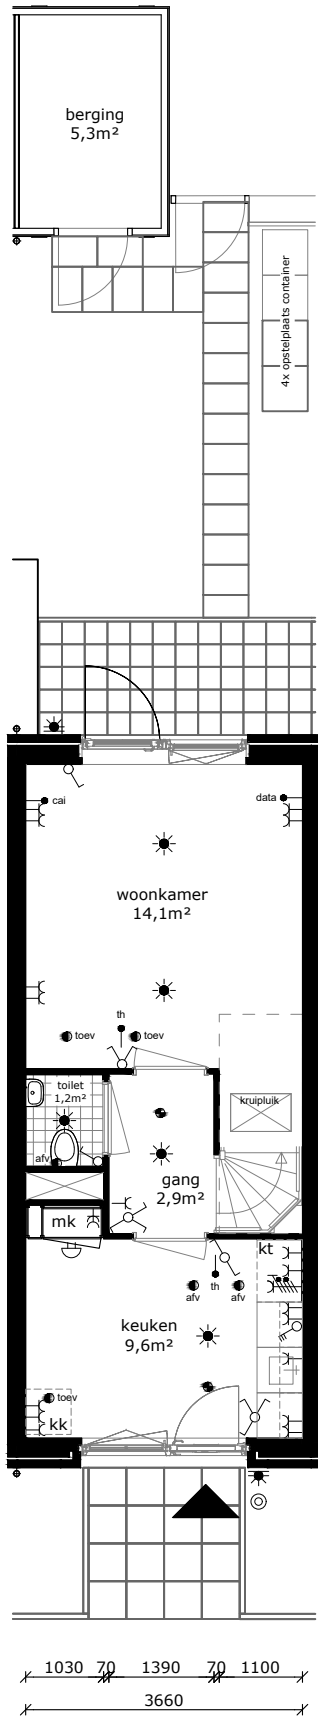 berging
5,3m²
4x opstelplaats container
cai
data
woonkamer
14,1m²
th
toev
toev
toilet
1,2m²
kruipluik
afv
gang
2,9m²
mk
kt
th
afv
afv
keuken
9,6m²
toev
kk
1030 70 1390 70 1100
3660